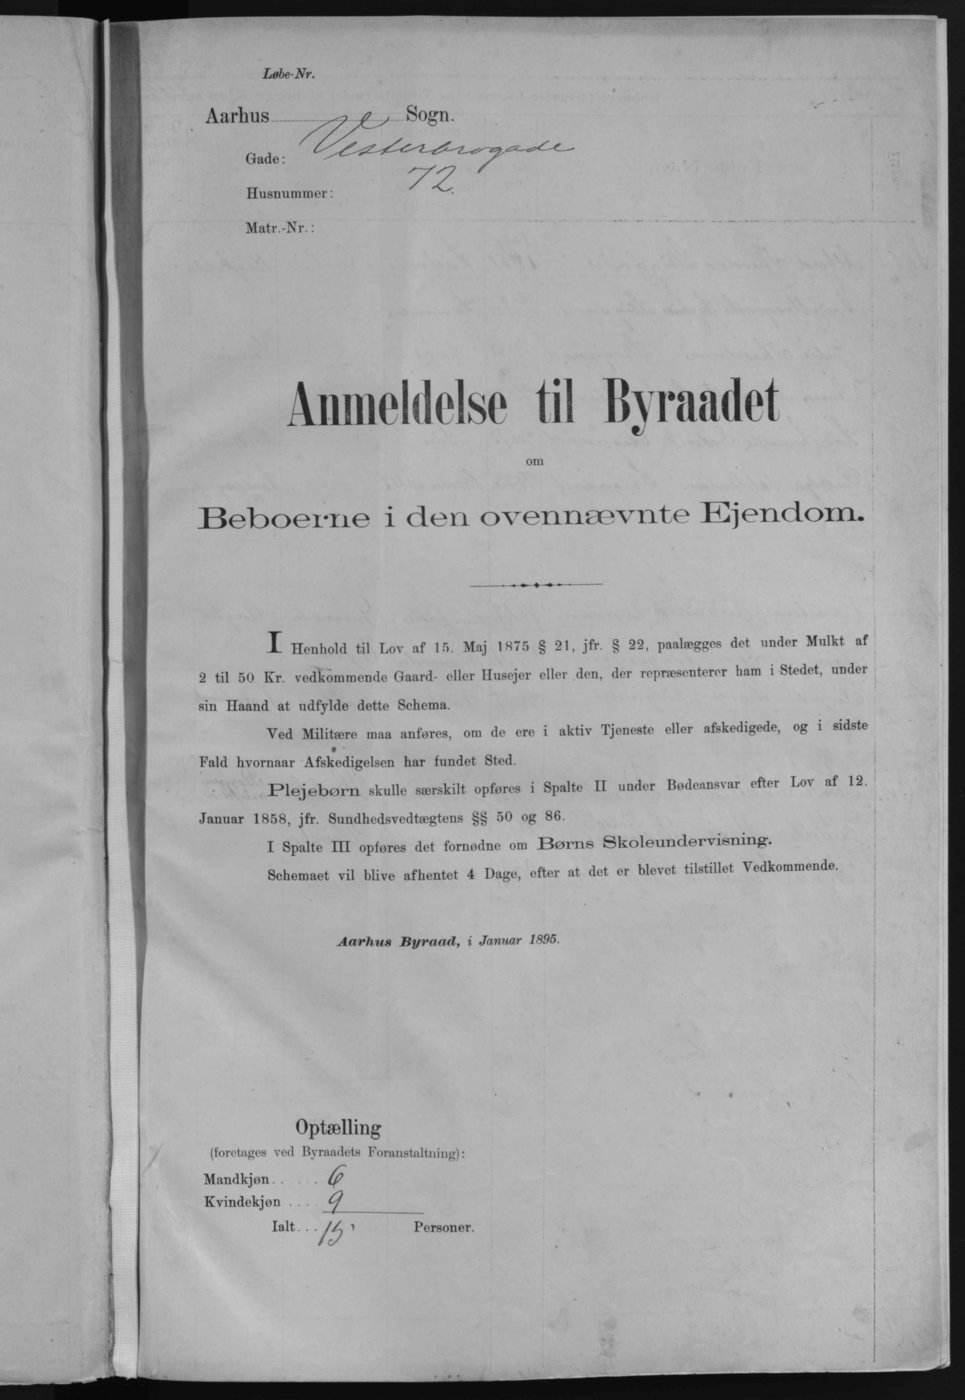 Løbe-Nr.
Aarhus Sogn.
Gade: Vesterbrogade
Husnummer: 72.
Matr.-Nr.:
Anmeldelse til Byraadet
om
Beboerne i den ovennævnte Ejendom.
I Henhold til Lov af 15. Maj 1875 § 21, jfr. § 22, paalægges det under Mulkt af
2 til 50 Kr. vedkommende Gaard- eller Husejer eller den, der repræsenterer ham i Stedet, under
sin Haand at udfylde dette Schema.
Ved Militære maa anføres, om de ere i aktiv Tjeneste eller afskedigede, og i sidste
Fald hvornaar Afskedigelsen har fundet Sted.
Plejebørn skulle særskilt opføres i Spalte II under Bødeansvar efter Lov af 12.
Januar 1858, jfr. Sundhedsvedtægtens §§ 50 og 86.
I Spalte III opføres det fornødne om Børns Skoleundervisning.
Schemaet vil blive afhentet 4 Dage, efter at det er blevet tilstillet Vedkommende.
Aarhus Byraad, i Januar 1895.
Optælling
(foretages ved Byraadets Foranstaltning):
Mandkjøn...... 6
Kvindekjøn .... 9
Ialt... 15 Personer.